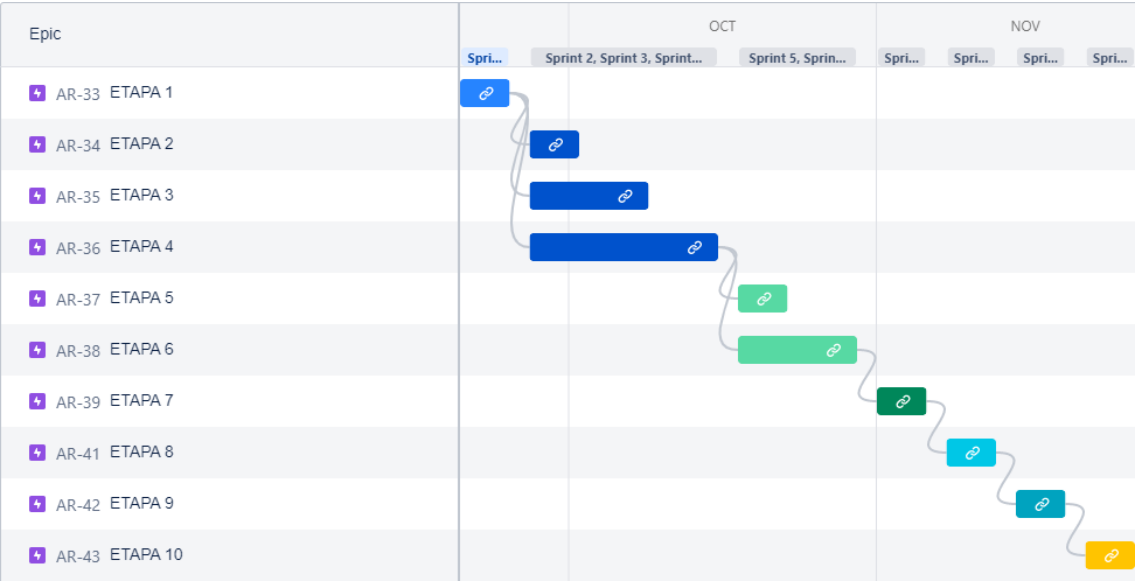 Epic
OCT
NOV
Spri...
Sprint 2, Sprint 3, Sprint...
Sprint 5, Sprin...
Spri...
Spri...
Spri...
Spri...
AR-33 ETAPA 1
AR-34 ETAPA 2
AR-35 ETAPA 3
AR-36 ETAPA 4
AR-37 ETAPA 5
AR-38 ETAPA 6
AR-39 ETAPA 7
AR-41 ETAPA 8
AR-42 ETAPA 9
AR-43 ETAPA 10